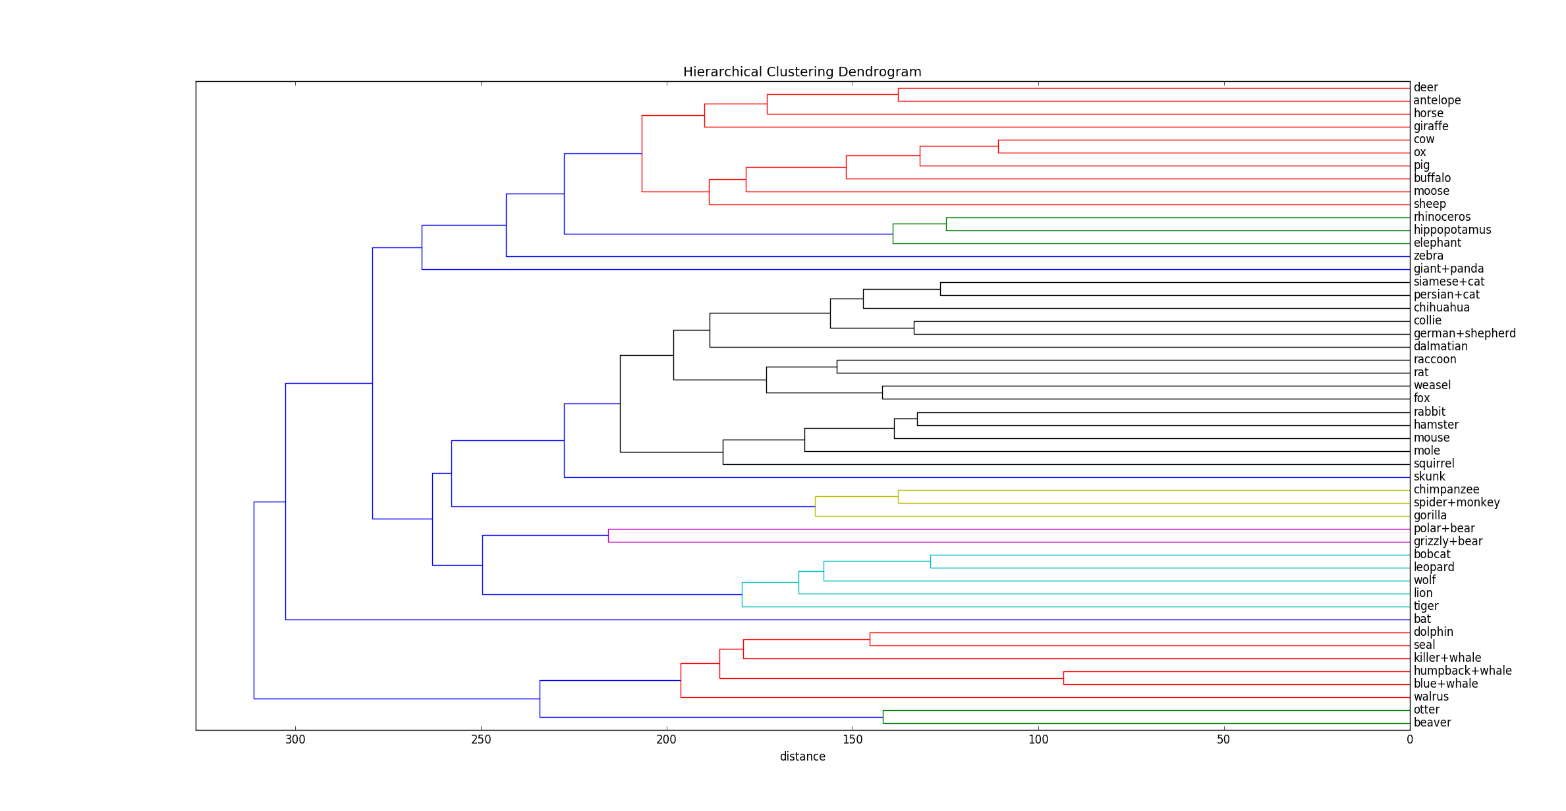 Hierarchical Clustering Dendrogram
deer
antelope
horse
giraffe
cow
ox
pig
buffalo
moose
sheep
rhinoceros
hippopotamus
elephant
zebra
giant+panda
siamese+cat
persian+cat
chihuahua
collie
german+shepherd
dalmatian
raccoon
rat
weasel
fox
rabbit
hamster
mouse
mole
squirrel
skunk
chimpanzee
spider+monkey
gorilla
polar+bear
grizzly+bear
bobcat
leopard
wolf
lion
tiger
bat
dolphin
seal
killer+whale
humpback+whale
blue+whale
walrus
otter
beaver
300 250 200 150 100 50 0
distance